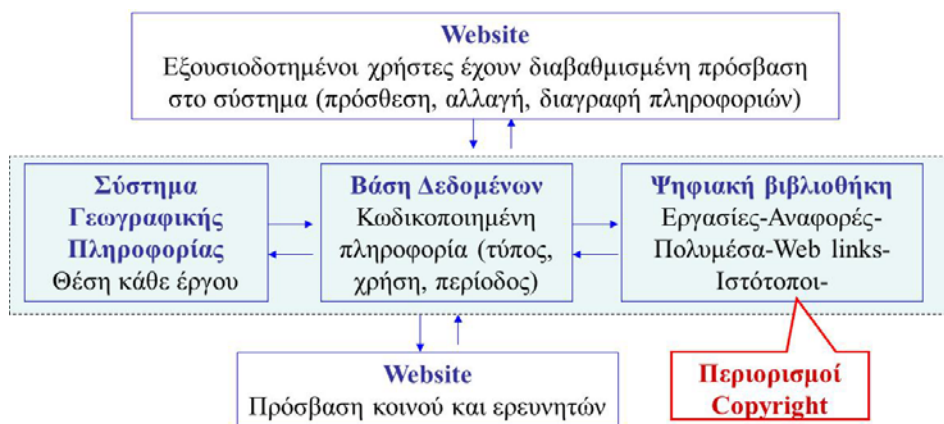 Website
Εξουσιοδοτημένοι χρήστες έχουν διαβαθμισμένη πρόσβαση
στο σύστημα (πρόσθεση, αλλαγή, διαγραφή πληροφοριών)
Σύστημα
Γεωγραφικής
Πληροφορίας
Θέση κάθε έργου
Βάση Δεδομένων
Κωδικοποιημένη
πληροφορία (τύπος,
χρήση, περίοδος)
Ψηφιακή βιβλιοθήκη
Εργασίες-Αναφορές-
Πολυμέσα-Web links-
Ιστότοποι-
Website
Πρόσβαση κοινού και ερευνητών
Περιορισμοί
Copyright